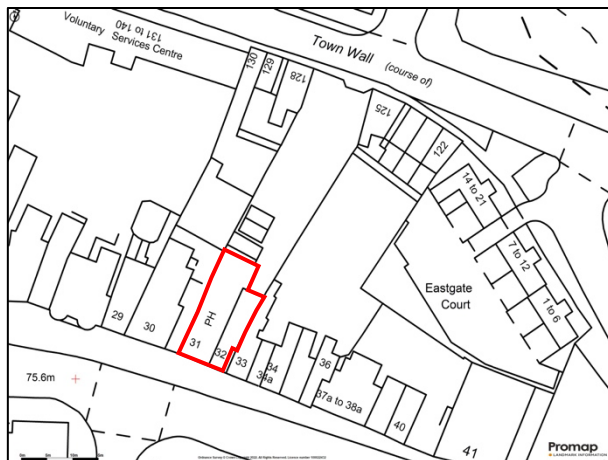 131 to 140
Voluntary Services Centre
Town Wall (course of)
130
129
128
125
122
14 to 21
7 to 12
1 to 6
Eastgate
Court
29
30
31
PH
32
33
34
34a
36
37a to 38a
40
41
75.6m
Promap
LANDMARK INFORMATION